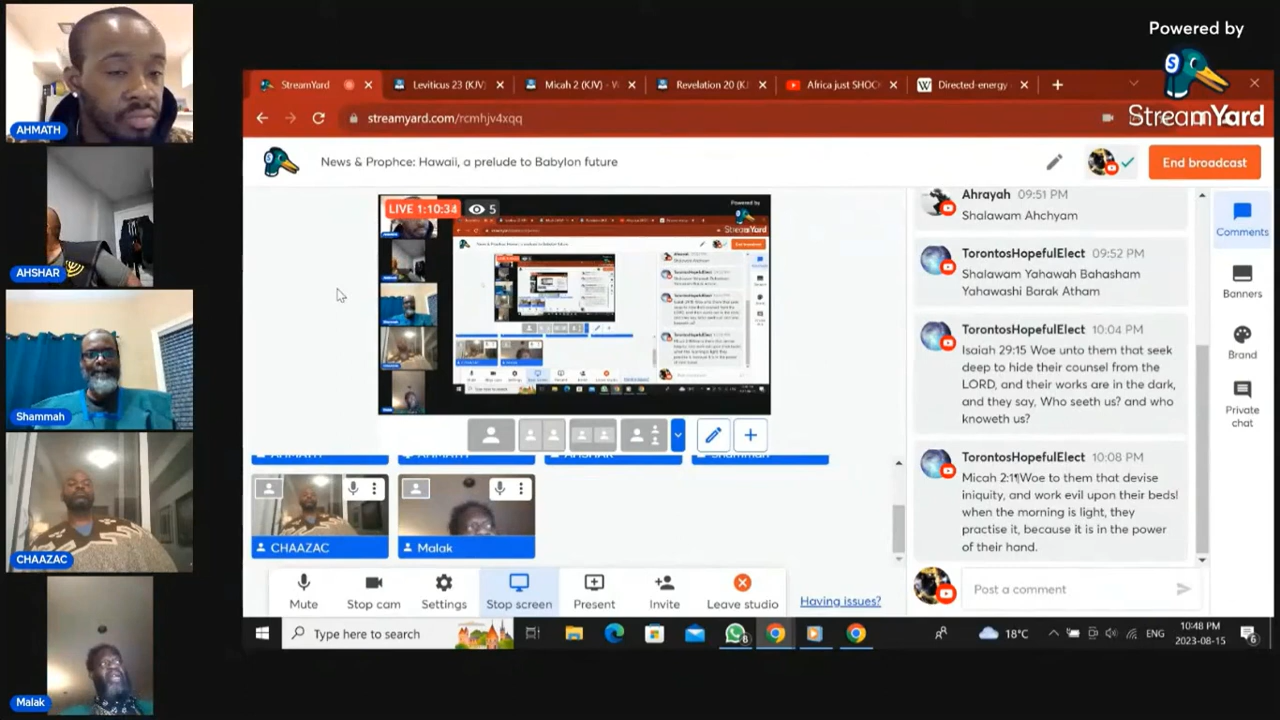 AHMATH
AHSHAR
Shammah
CHAAZAC
Malak
Powered by
StreamYard
StreamYard
Leviticus 23 (KJV)
Micah 2 (KJV) - W
Revelation 20 (KJ
Africa just SHOC
Directed-energy
streamyard.com/rcmhjv4xqq
News & Prophce: Hawaii, a prelude to Babylon future
End broadcast
LIVE 1:10:34
5
CHAAZAC
Malak
Mute
Stop cam
Settings
Stop screen
Present
Invite
Leave studio
Having issues?
Ahrayah 09:51 PM
Shalawam Ahchyam
TorontosHopefulElect 09:52 PM
Shalawam Yahawah Bahasham
Yahawashi Barak Atham
TorontosHopefulElect 10:04 PM
Isaiah 29:15 Woe unto them that seek
deep to hide their counsel from the
LORD, and their works are in the dark,
and they say, Who seeth us? and who
knoweth us?
TorontosHopefulElect 10:08 PM
Micah 2:1¶Woe to them that devise
iniquity, and work evil upon their beds!
when the morning is light, they
practise it, because it is in the power
of their hand.
Post a comment
Comments
Banners
Brand
Private
chat
Type here to search
8
18°C
ENG
10:48 PM
2023-08-15
6